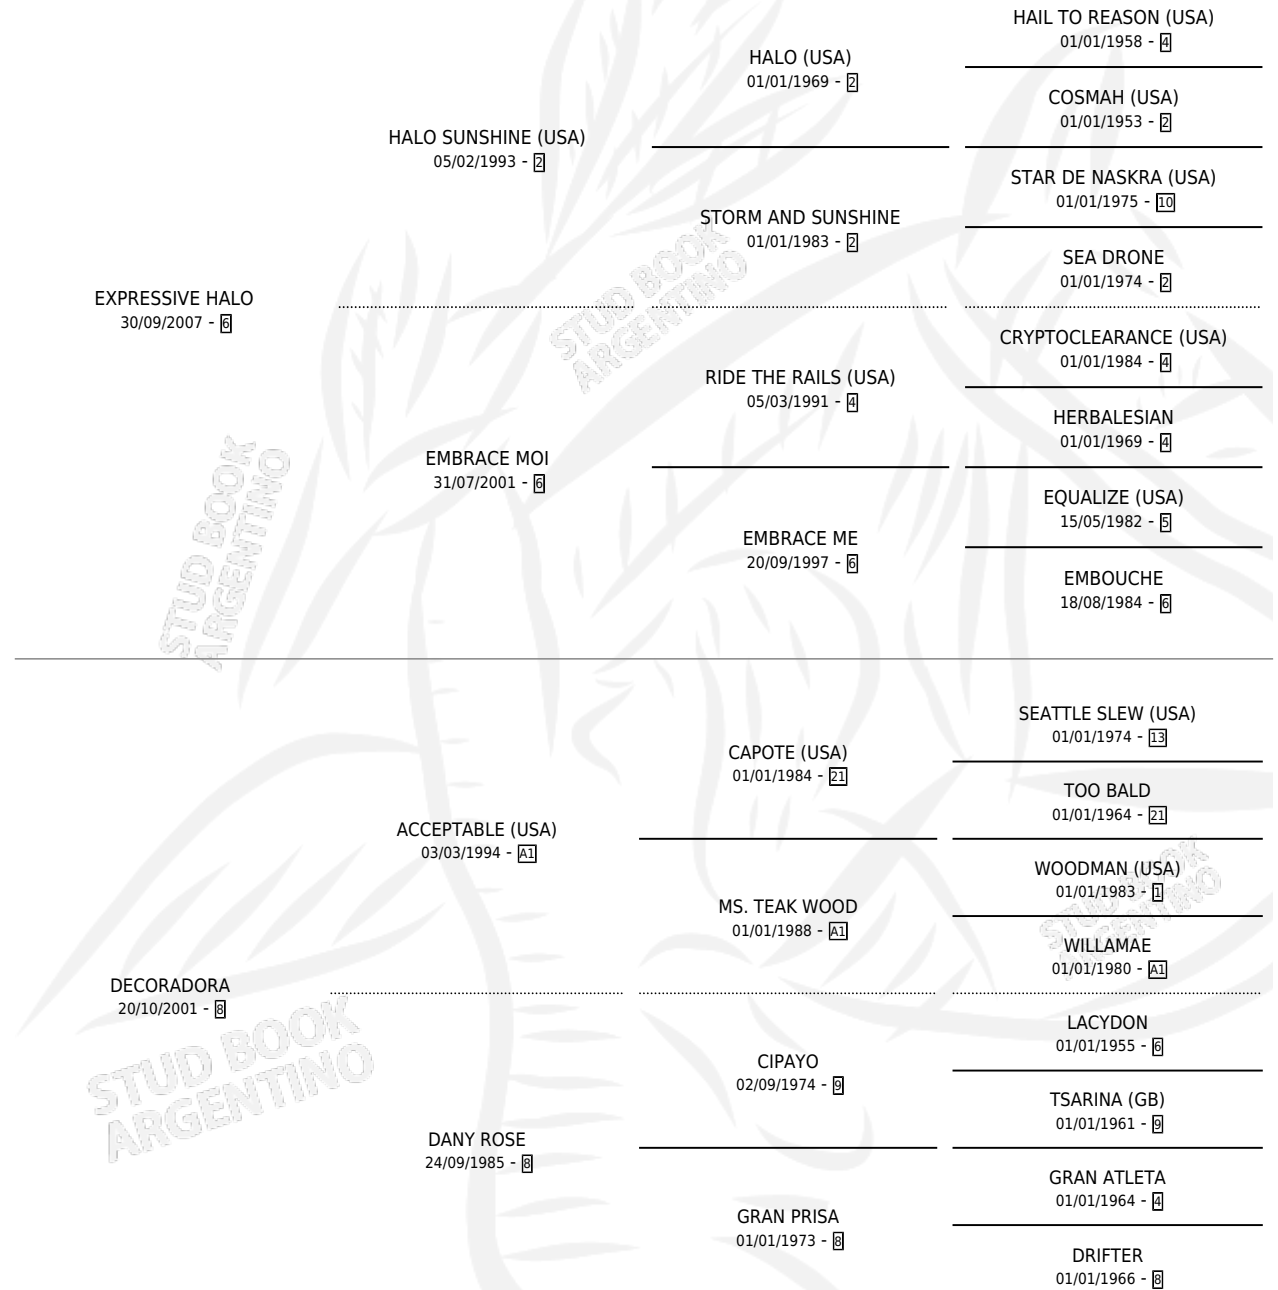 HAIL TO REASON (USA)
01/01/1958 - 4
HALO (USA)
01/01/1969 - 2
COSMAH (USA)
01/01/1953 - 2
HALO SUNSHINE (USA)
05/02/1993 - 2
STAR DE NASKRA (USA)
01/01/1975 - 10
STORM AND SUNSHINE
01/01/1983 - 2
SEA DRONE
01/01/1974 - 2
EXPRESSIVE HALO
30/09/2007 - 6
STUD BOOK
ARGENTINO
CRYPTOCLEARANCE (USA)
01/01/1984 - 4
RIDE THE RAILS (USA)
05/03/1991 - 4
HERBALESIAN
01/01/1969 - 4
EMBRACE MOI
31/07/2001 - 6
EQUALIZE (USA)
15/05/1982 - 5
EMBRACE ME
20/09/1997 - 6
EMBOUCHE
18/08/1984 - 6
STUD BOOK
ARGENTINO
SEATTLE SLEW (USA)
01/01/1974 - 13
CAPOTE (USA)
01/01/1984 - 21
TOO BALD
01/01/1964 - 21
ACCEPTABLE (USA)
03/03/1994 - A1
WOODMAN (USA)
01/01/1983 - 1
MS. TEAK WOOD
01/01/1988 - A1
STUD BOOK
ARGENTINO
WILLAMAE
01/01/1980 - A1
DECORADORA
20/10/2001 - 8
LACYDON
01/01/1955 - 6
CIPAYO
02/09/1974 - 9
STUD BOOK
ARGENTINO
TSARINA (GB)
01/01/1961 - 9
DANY ROSE
24/09/1985 - 8
GRAN ATLETA
01/01/1964 - 4
GRAN PRISA
01/01/1973 - 8
DRIFTER
01/01/1966 - 8